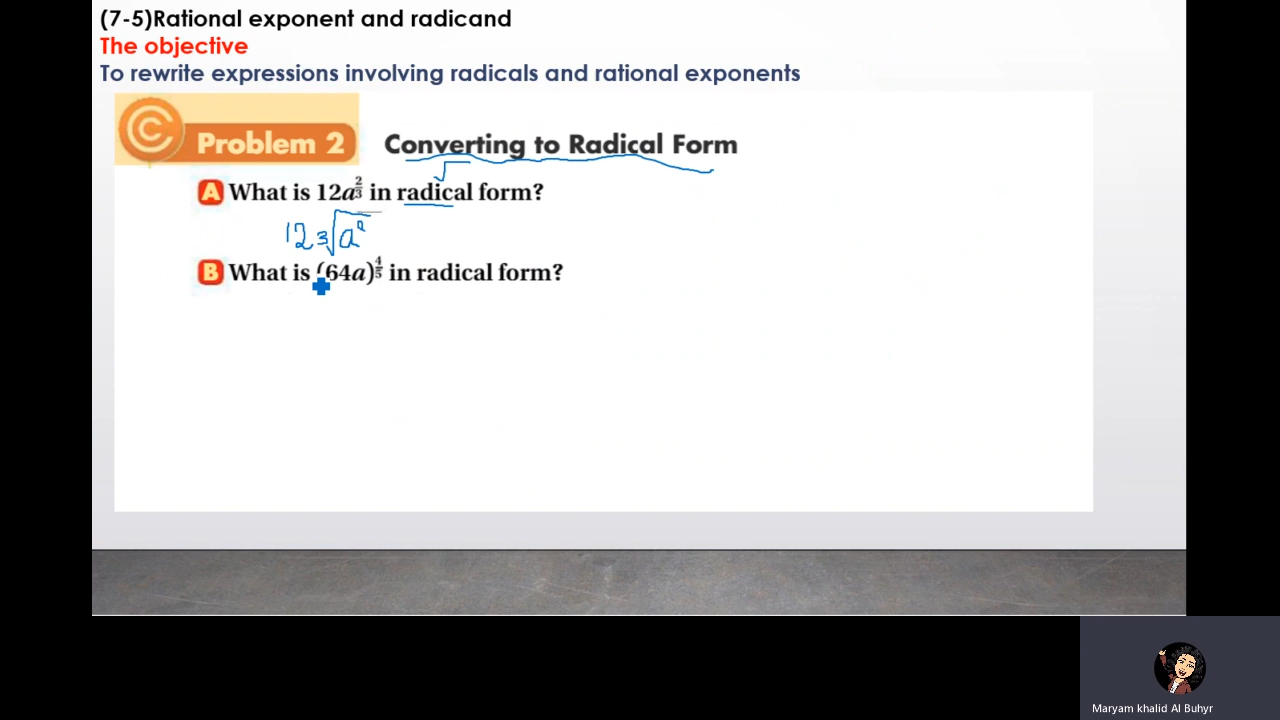 (7-5)Rational exponent and radicand
The objective
To rewrite expressions involving radicals and rational exponents
C Problem 2 Converting to Radical Form
√
A What is 12a^(2/3) in radical form?
12 ∛a²
B What is (64a)^(4/5) in radical form?
Maryam khalid Al Buhyr